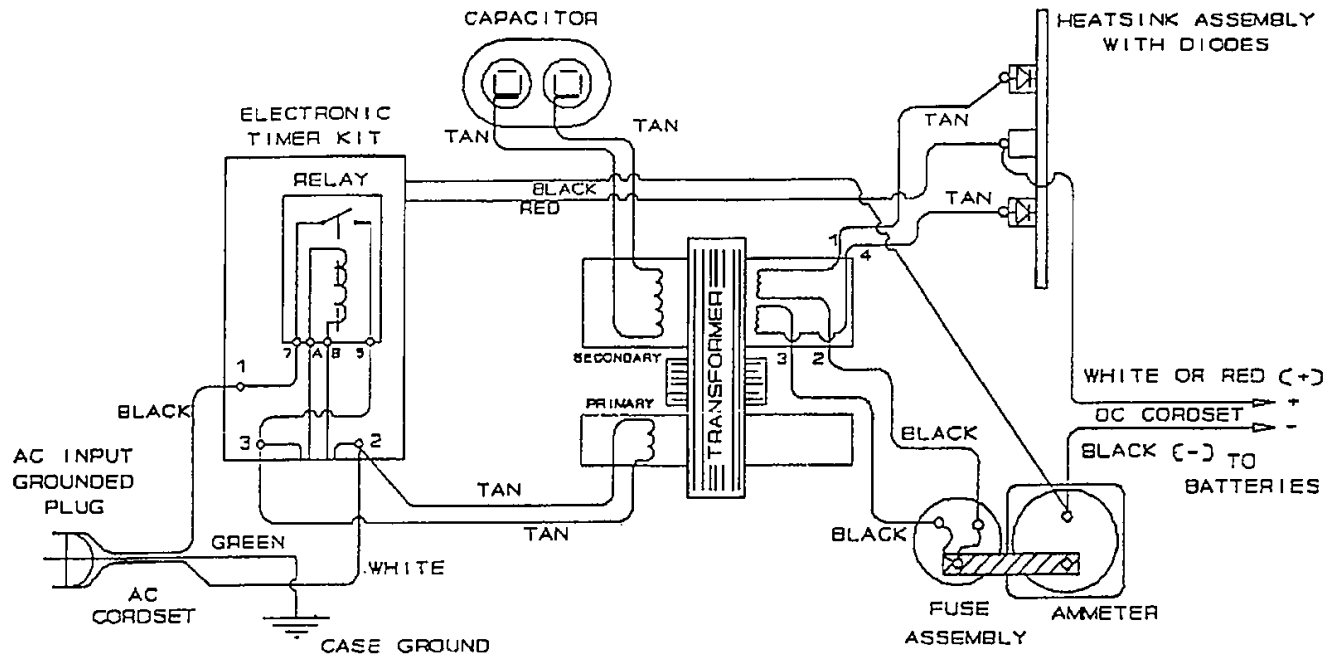 CAPACITOR
HEATSINK ASSEMBLY
WITH DIODES
ELECTRONIC
TIMER KIT
TAN
TAN
TAN
RELAY
BLACK
RED
TAN
1
4
7
A
B
9
TRANSFORMER
SECONDARY
3
2
1
BLACK
PRIMARY
WHITE OR RED (+)
+
DC CORDSET
-
BLACK (-)
TO
BATTERIES
3
2
BLACK
AC INPUT
GROUNDED
PLUG
TAN
TAN
BLACK
GREEN
WHITE
AC
CORDSET
CASE GROUND
FUSE
ASSEMBLY
AMMETER